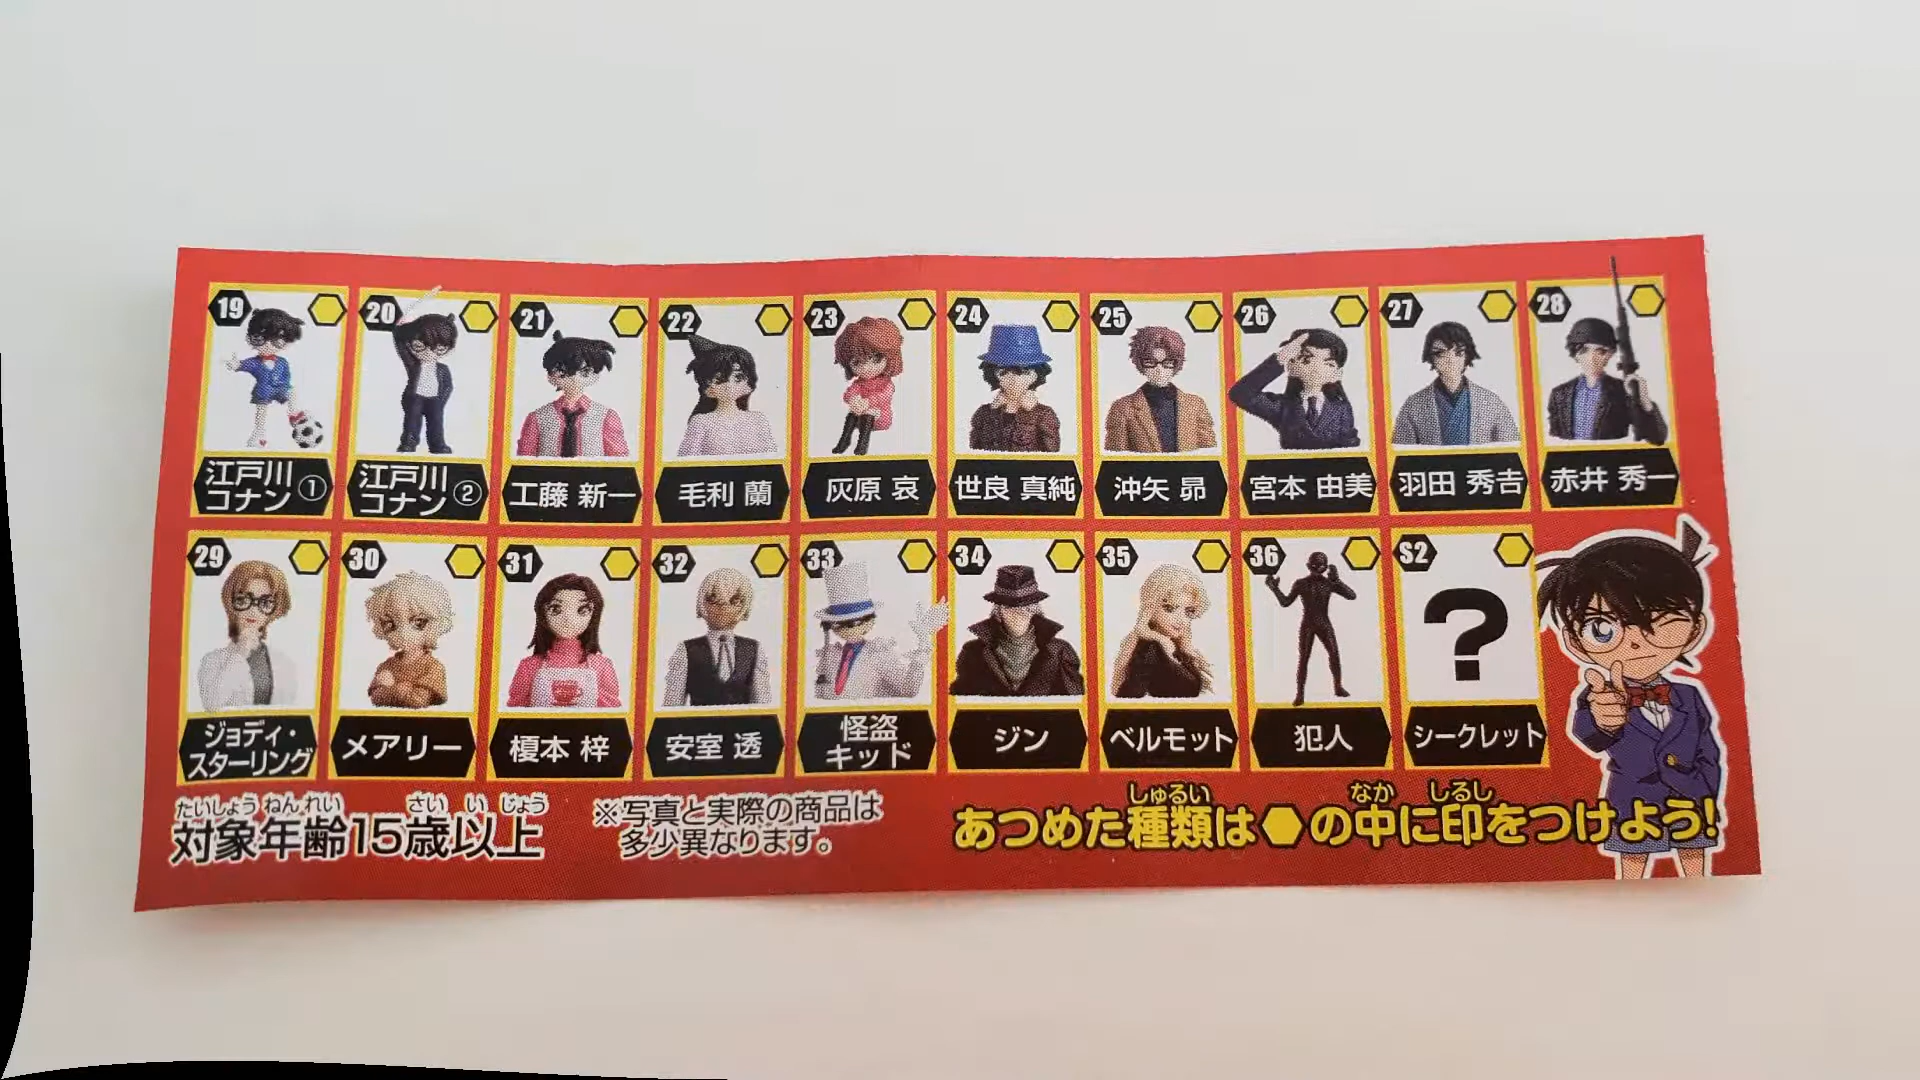 19
20
21
22
23
24
25
26
27
28
江戸川
コナン①
江戸川
コナン②
工藤 新一
毛利 蘭
灰原 哀
世良 真純
沖矢 昴
宮本 由美
羽田 秀吉
赤井 秀一
29
30
31
32
33
34
35
36
S2
?
ジョディ・
スターリング
メアリー
榎本 梓
安室 透
怪盗
キッド
ジン
ベルモット
犯人
シークレット
たいしょう ねんれい さい い じょう
対象年齢15歳以上
※写真と実際の商品は
多少異なります。
しゅるい なか しるし
あつめた種類は⬣の中に印をつけよう!